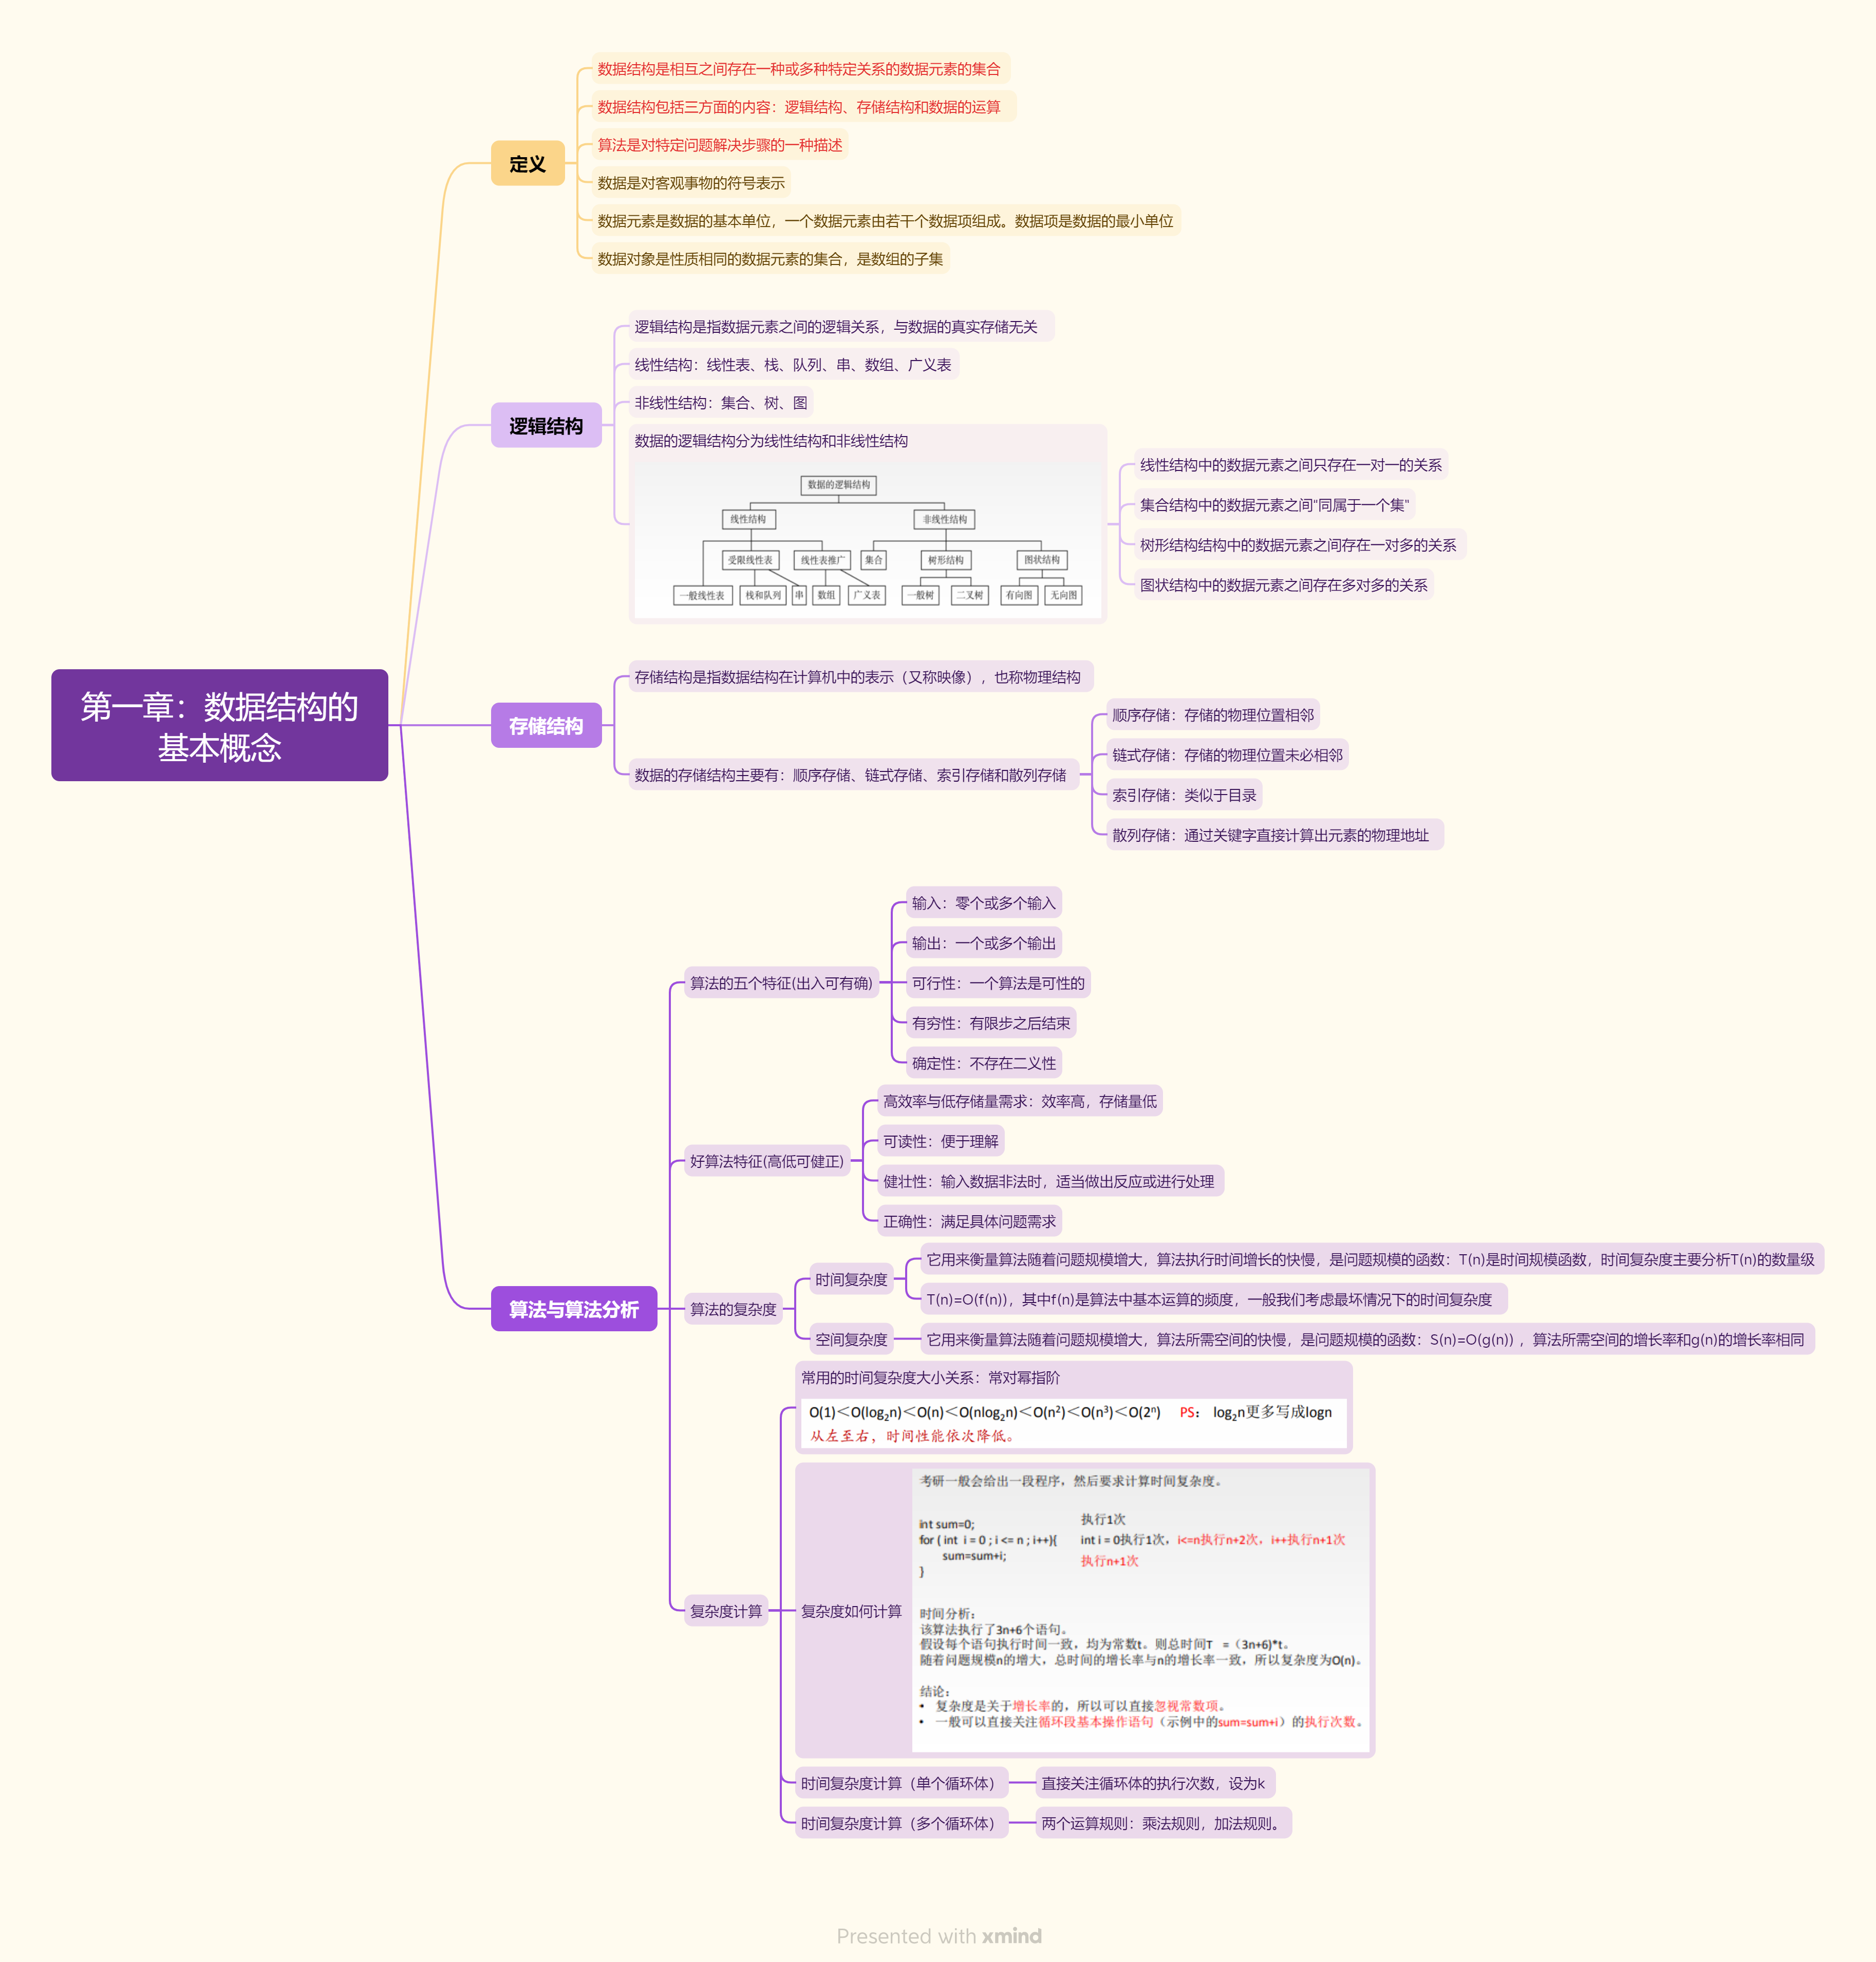 第一章：数据结构的
基本概念
定义
数据结构是相互之间存在一种或多种特定关系的数据元素的集合
数据结构包括三方面的内容：逻辑结构、存储结构和数据的运算
算法是对特定问题解决步骤的一种描述
数据是对客观事物的符号表示
数据元素是数据的基本单位，一个数据元素由若干个数据项组成。数据项是数据的最小单位
数据对象是性质相同的数据元素的集合，是数组的子集
逻辑结构
逻辑结构是指数据元素之间的逻辑关系，与数据的真实存储无关
线性结构：线性表、栈、队列、串、数组、广义表
非线性结构：集合、树、图
数据的逻辑结构分为线性结构和非线性结构
数据的逻辑结构
线性结构 非线性结构
受限线性表 线性表推广 集合 树形结构 图状结构
一般线性表 栈和队列 串 数组 广义表 一般树 二叉树 有向图 无向图
线性结构中的数据元素之间只存在一对一的关系
集合结构中的数据元素之间"同属于一个集"
树形结构结构中的数据元素之间存在一对多的关系
图状结构中的数据元素之间存在多对多的关系
存储结构
存储结构是指数据结构在计算机中的表示（又称映像），也称物理结构
数据的存储结构主要有：顺序存储、链式存储、索引存储和散列存储
顺序存储：存储的物理位置相邻
链式存储：存储的物理位置未必相邻
索引存储：类似于目录
散列存储：通过关键字直接计算出元素的物理地址
算法与算法分析
算法的五个特征(出入可有确)
输入：零个或多个输入
输出：一个或多个输出
可行性：一个算法是可性的
有穷性：有限步之后结束
确定性：不存在二义性
好算法特征(高低可健正)
高效率与低存储量需求：效率高，存储量低
可读性：便于理解
健壮性：输入数据非法时，适当做出反应或进行处理
正确性：满足具体问题需求
算法的复杂度
时间复杂度
它用来衡量算法随着问题规模增大，算法执行时间增长的快慢，是问题规模的函数：T(n)是时间规模函数，时间复杂度主要分析T(n)的数量级
T(n)=O(f(n))，其中f(n)是算法中基本运算的频度，一般我们考虑最坏情况下的时间复杂度
空间复杂度
它用来衡量算法随着问题规模增大，算法所需空间的快慢，是问题规模的函数：S(n)=O(g(n)) ，算法所需空间的增长率和g(n)的增长率相同
复杂度计算
常用的时间复杂度大小关系：常对幂指阶
O(1)＜O(log₂n)＜O(n)＜O(nlog₂n)＜O(n²)＜O(n³)＜O(2ⁿ) PS： log₂n更多写成logn
从左至右，时间性能依次降低。
复杂度如何计算
考研一般会给出一段程序，然后要求计算时间复杂度。
int sum=0; 执行1次
for ( int i = 0 ; i <= n ; i++){ int i = 0执行1次，i<=n执行n+2次，i++执行n+1次
sum=sum+i; 执行n+1次
}
时间分析：
该算法执行了3n+6个语句。
假设每个语句执行时间一致，均为常数t。则总时间T =（3n+6)*t。
随着问题规模n的增大，总时间的增长率与n的增长率一致，所以复杂度为O(n)。
结论：
• 复杂度是关于增长率的，所以可以直接忽视常数项。
• 一般可以直接关注循环段基本操作语句（示例中的sum=sum+i）的执行次数。
时间复杂度计算（单个循环体）
直接关注循环体的执行次数，设为k
时间复杂度计算（多个循环体）
两个运算规则：乘法规则，加法规则。
Presented with xmind